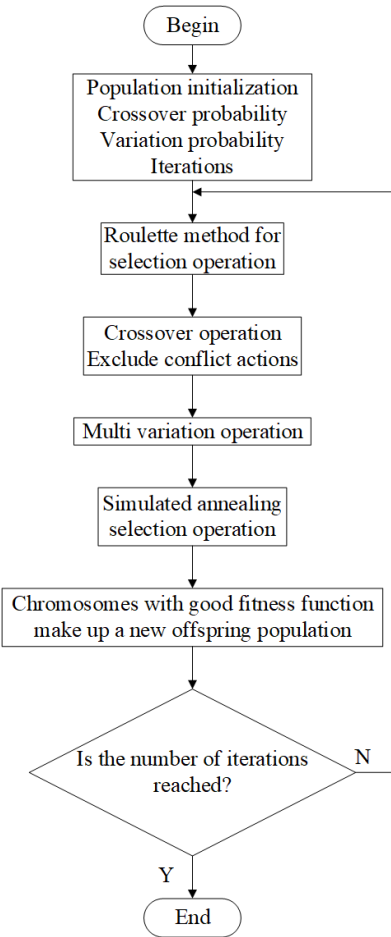 Begin
Population initialization
Crossover probability
Variation probability
Iterations
Roulette method for
selection operation
Crossover operation
Exclude conflict actions
Multi variation operation
Simulated annealing
selection operation
Chromosomes with good fitness function
make up a new offspring population
Is the number of iterations
reached?
N
Y
End